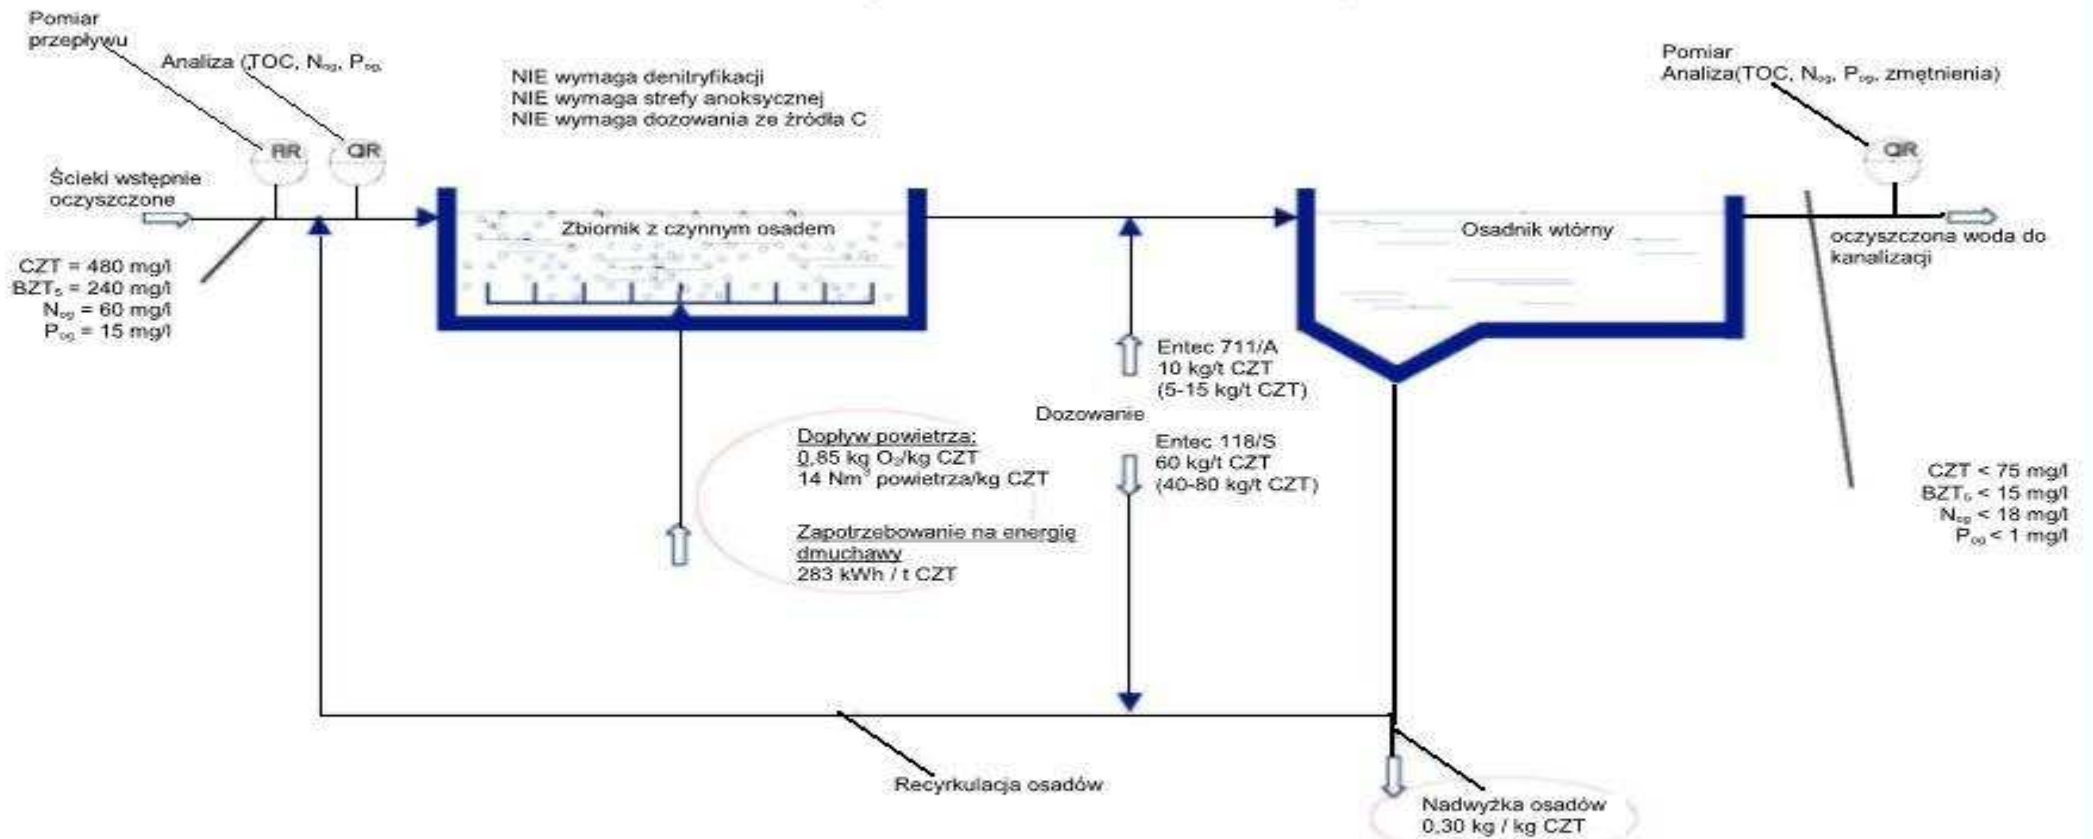 Pomiar
przepływu
Analiza (TOC, Nog, Pog,
NIE wymaga denitryfikacji
NIE wymaga strefy anoksycznej
NIE wymaga dozowania ze źródła C
Pomiar
Analiza(TOC, Nog, Pog, zmętnienia)
QIR
QIR
Ścieki wstępnie
oczyszczone
Zbiornik z czynnym osadem
Osadnik wtórny
oczyszczona woda do
kanalizacji
CZT = 480 mg/l
BZT₅ = 240 mg/l
Nog = 60 mg/l
Pog = 15 mg/l
Entec 711/A
10 kg/t CZT
(5-15 kg/t CZT)
Dozowanie
Entec 118/S
60 kg/t CZT
(40-80 kg/t CZT)
Dopływ powietrza:
0,85 kg O₂/kg CZT
14 Nm³ powietrza/kg CZT
Zapotrzebowanie na energię
dmuchawy
283 kWh / t CZT
CZT < 75 mg/l
BZT₅ < 15 mg/l
Nog < 18 mg/l
Pog < 1 mg/l
Recyrkulacja osadów
Nadwyżka osadów
0,30 kg / kg CZT